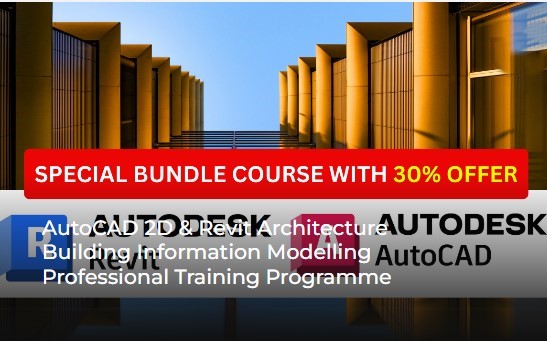 SPECIAL BUNDLE COURSE WITH 30% OFFER
R
AUTODESK
Revit
A
AUTODESK
AutoCAD
AutoCAD 2D & Revit Architecture
Building Information Modelling
Professional Training Programme